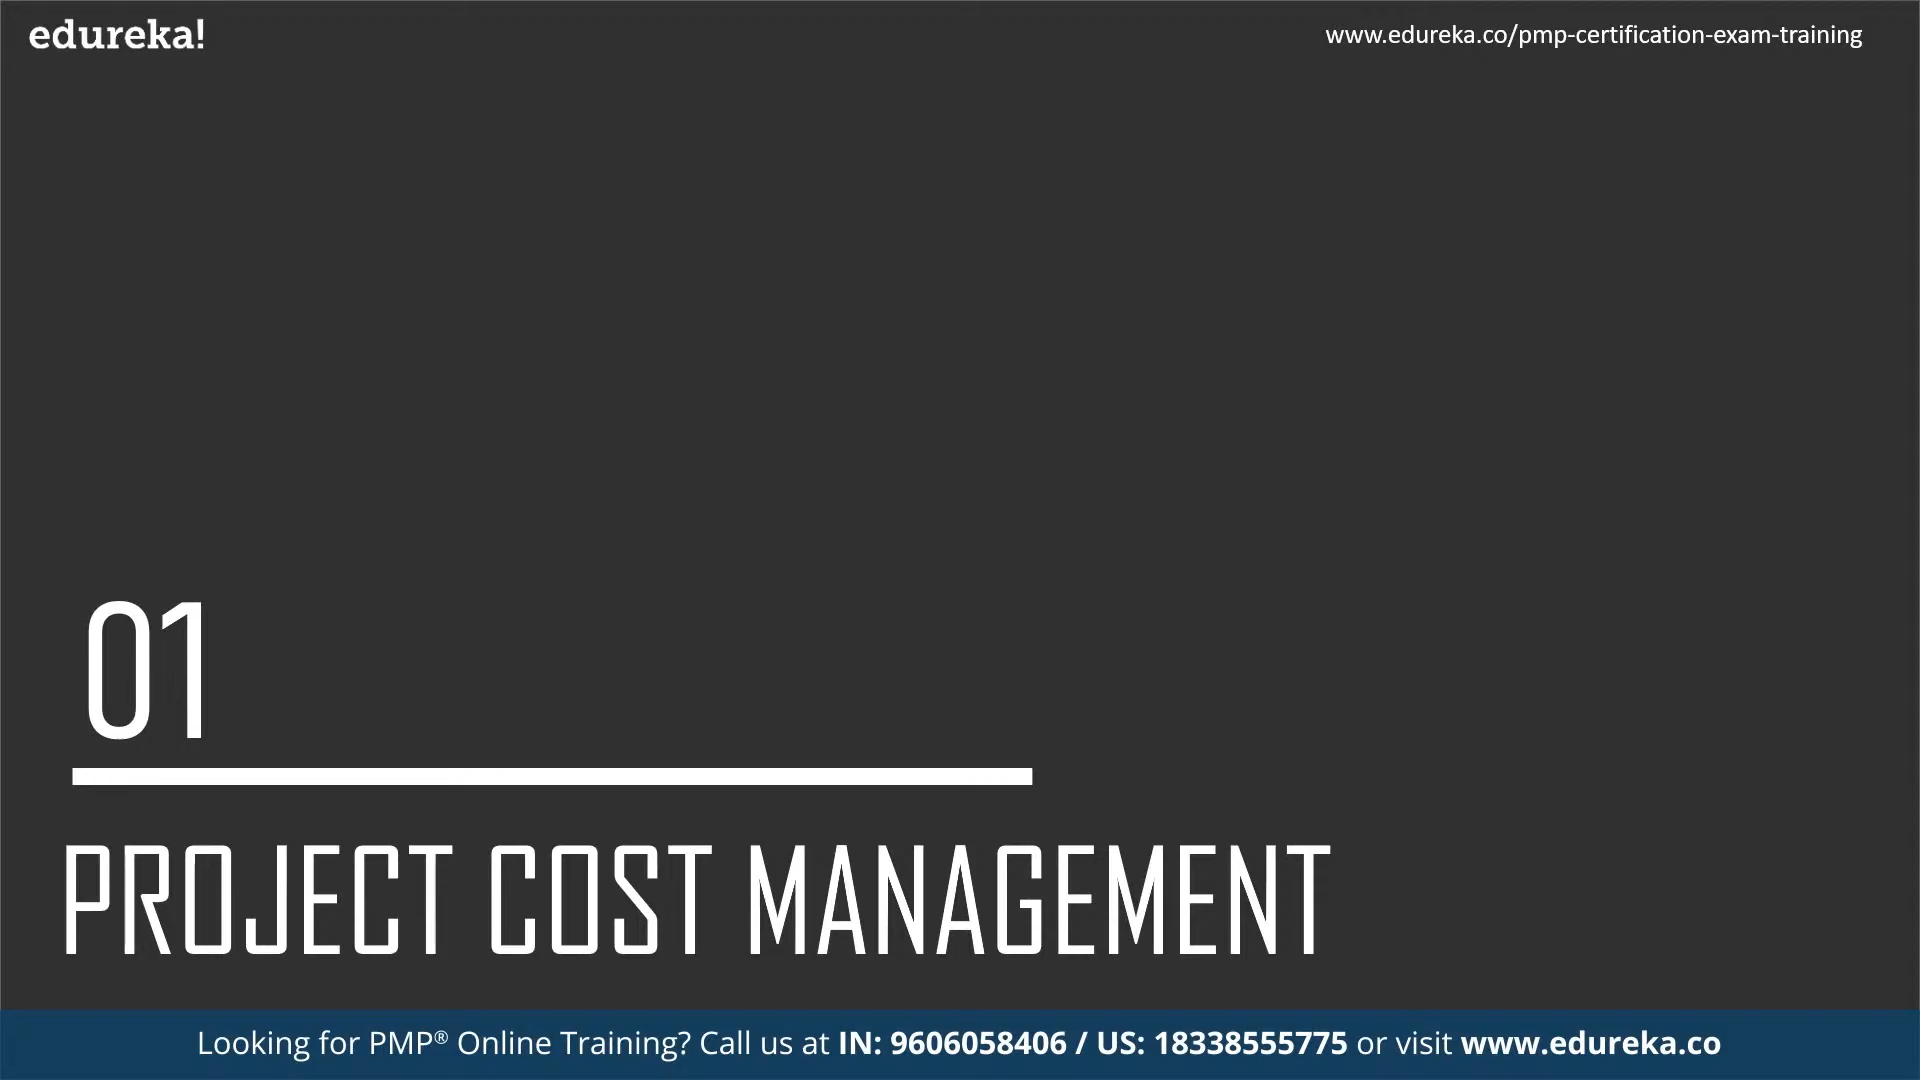 edureka!
www.edureka.co/pmp-certification-exam-training
01
PROJECT COST MANAGEMENT
Looking for PMP® Online Training? Call us at IN: 9606058406 / US: 18338555775 or visit www.edureka.co